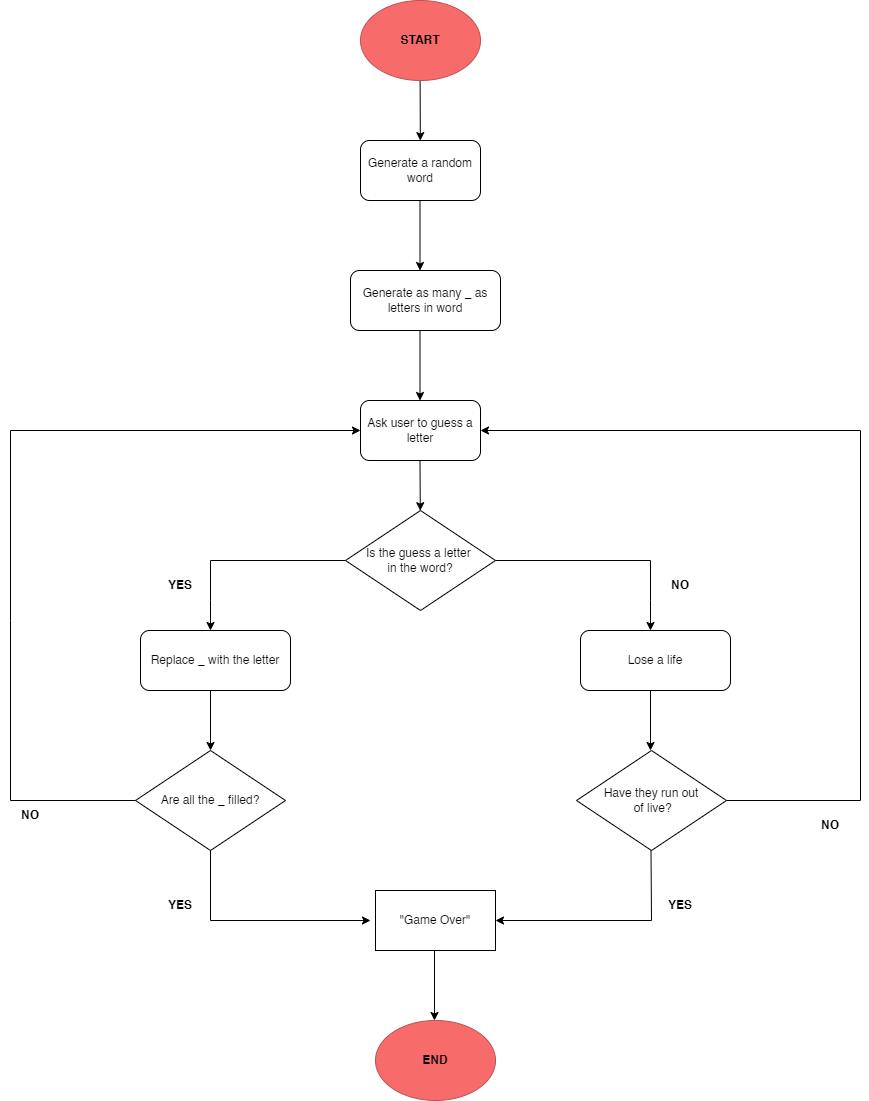 START
Generate a random
word
Generate as many _ as
letters in word
Ask user to guess a
letter
Is the guess a letter
in the word?
YES
NO
Replace _ with the letter
Lose a life
Are all the _ filled?
Have they run out
of live?
NO
NO
YES
YES
"Game Over"
END